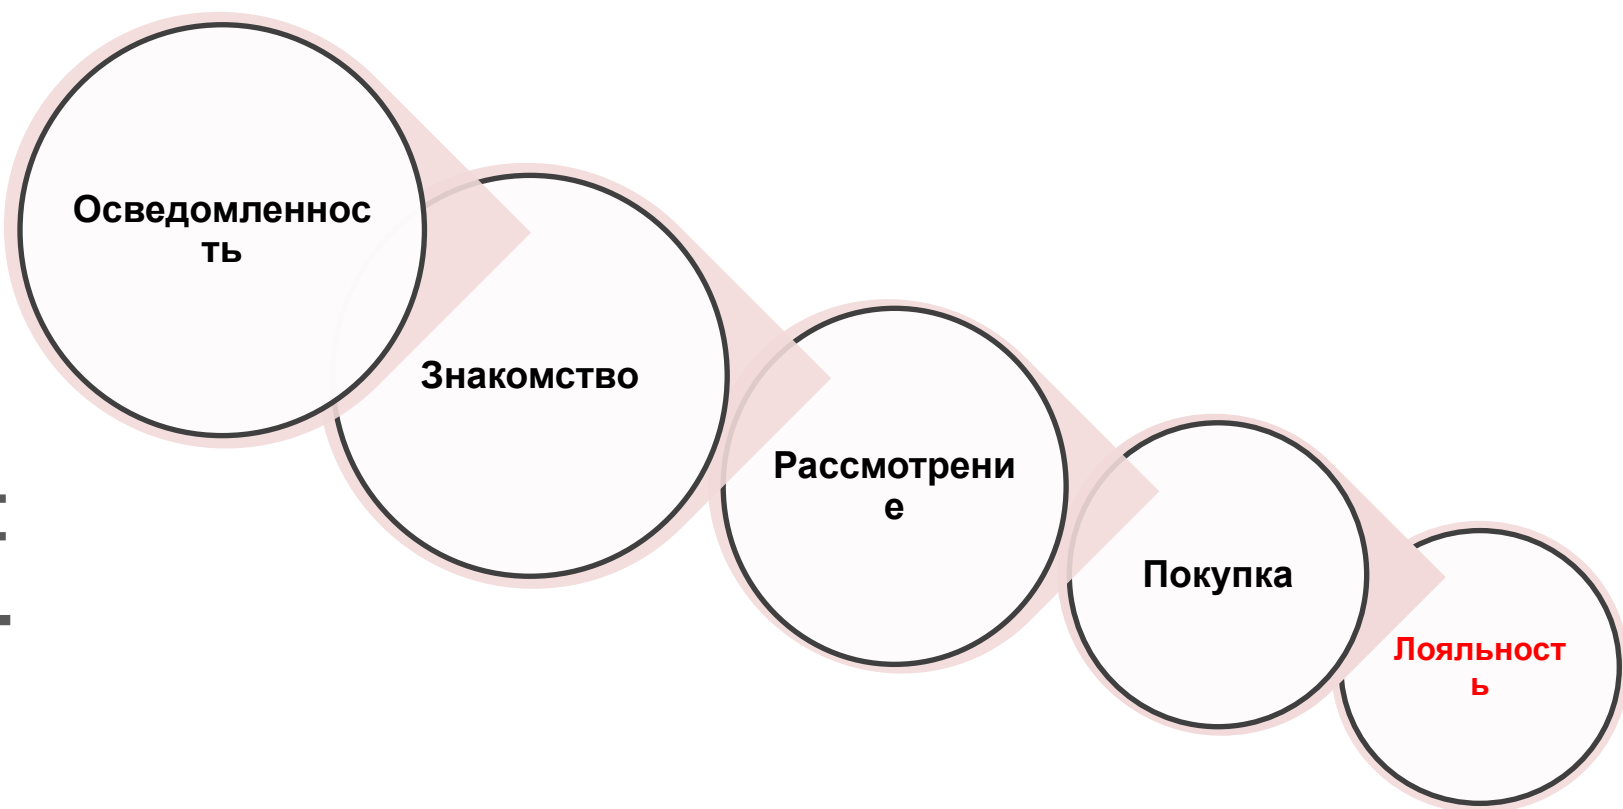 Осведомленнос
ть
Знакомство
Рассмотрени
е
Покупка
Лояльност
ь